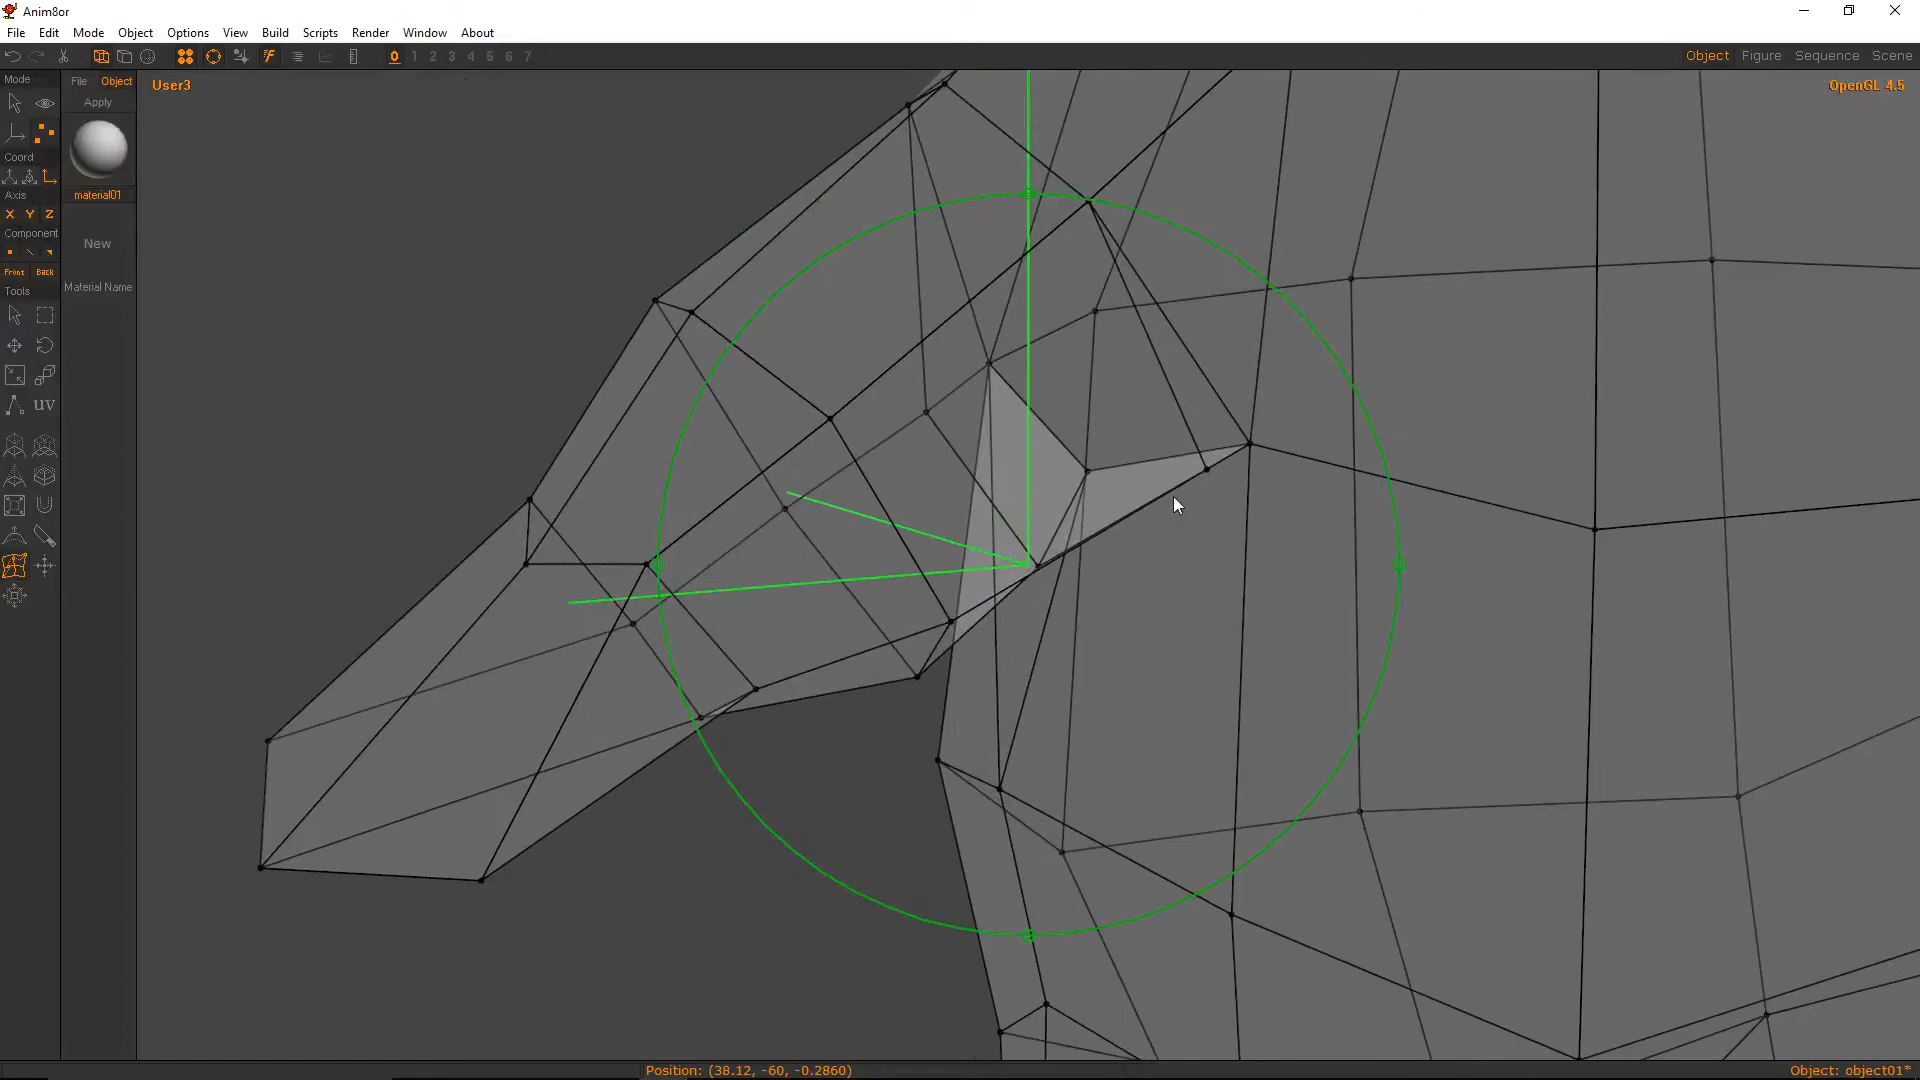 Anim8or
File Edit Mode Object Options View Build Scripts Render Window About
0 1 2 3 4 5 6 7
Object Figure Sequence Scene
Mode
File Object
User3
OpenGL 4.5
Apply
Coord
Axis
material01
X Y Z
Component
New
Front Back
Material Name
Tools
UV
Position: (38.12, -60, -0.2860)
Object: object01*